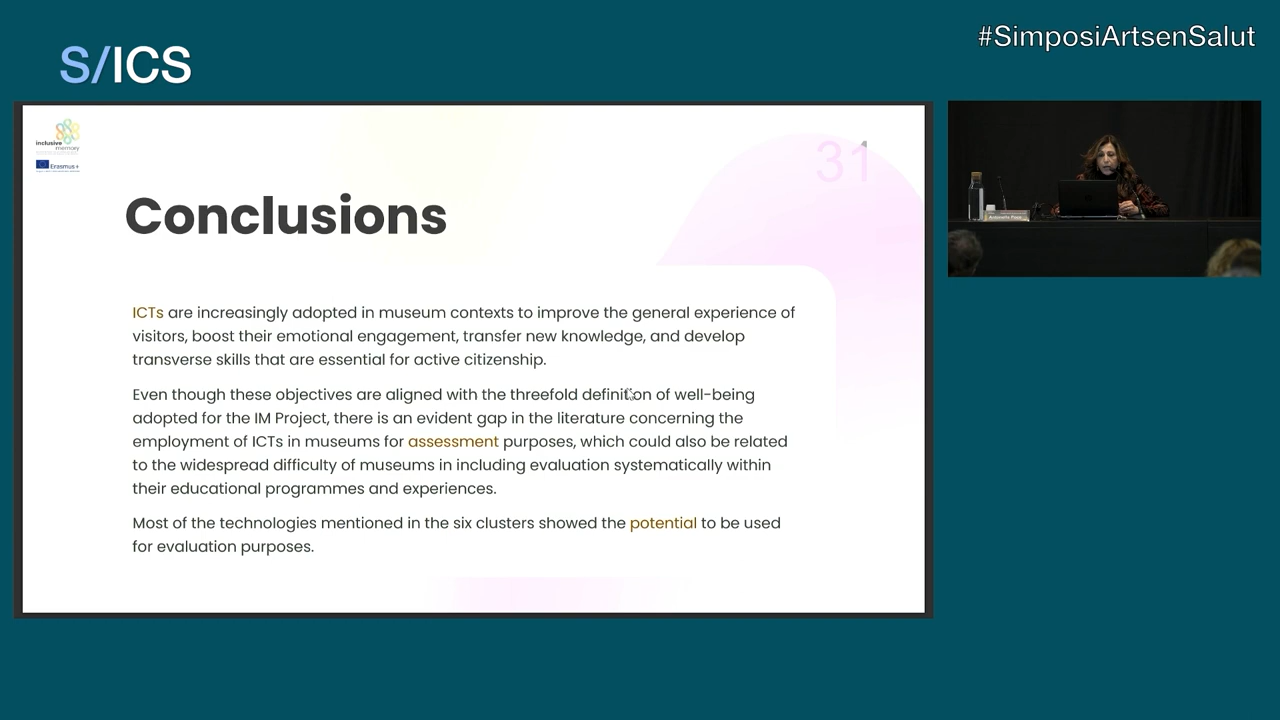 #SimposiArtsenSalut
S/ICS
inclusive
memory
Erasmus+
31
Conclusions
ICTs are increasingly adopted in museum contexts to improve the general experience of
visitors, boost their emotional engagement, transfer new knowledge, and develop
transverse skills that are essential for active citizenship.
Even though these objectives are aligned with the threefold definition of well-being
adopted for the IM Project, there is an evident gap in the literature concerning the
employment of ICTs in museums for assessment purposes, which could also be related
to the widespread difficulty of museums in including evaluation systematically within
their educational programmes and experiences.
Most of the technologies mentioned in the six clusters showed the potential to be used
for evaluation purposes.